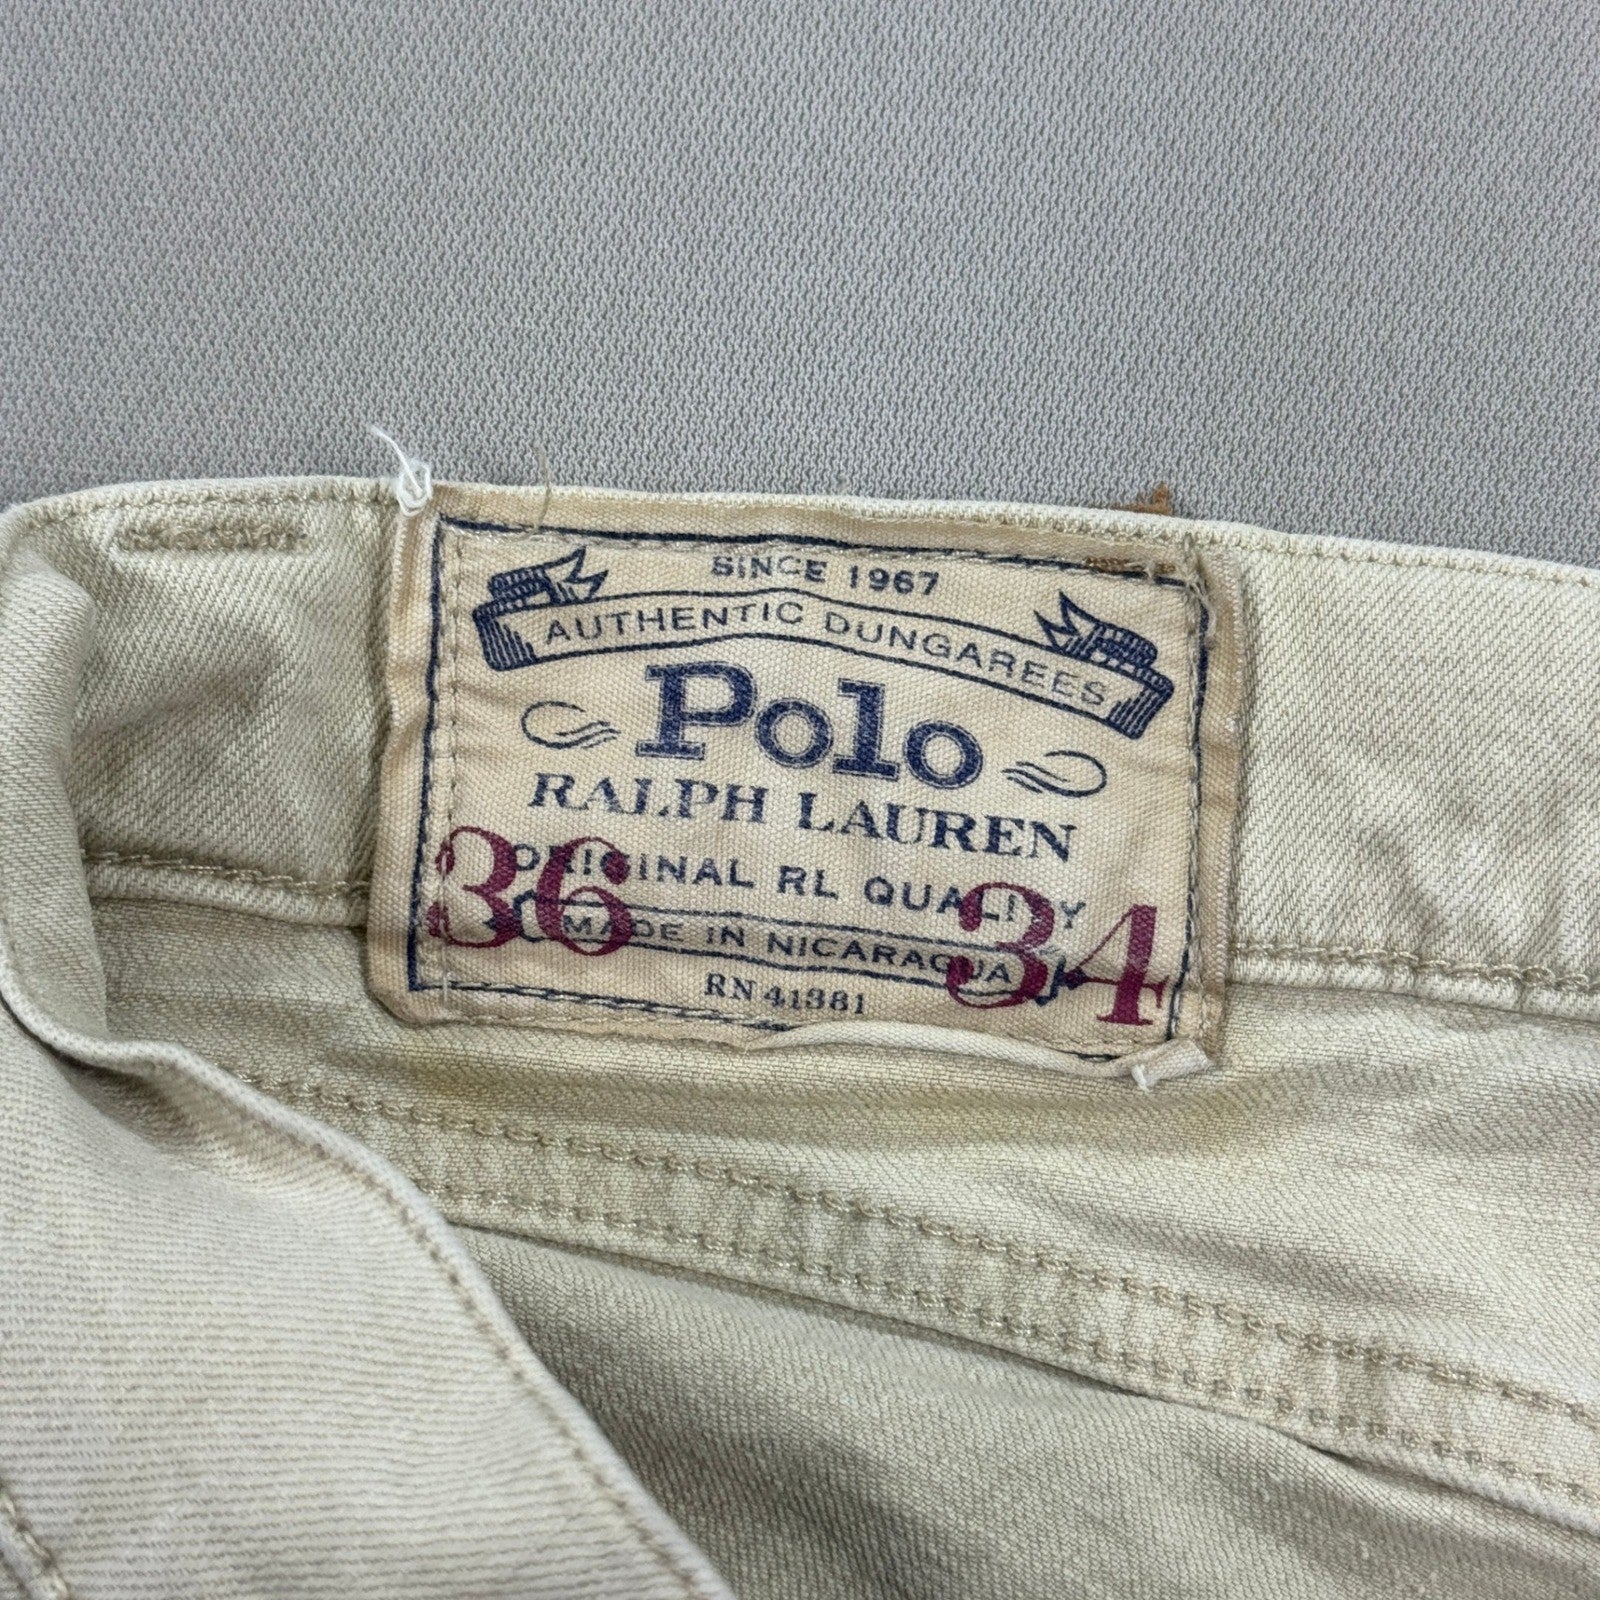 SINCE 1967
AUTHENTIC DUNGAREES
Polo
RALPH LAUREN
ORIGINAL RL QUALITY
36 34
MADE IN NICARAGUA
RN 41381